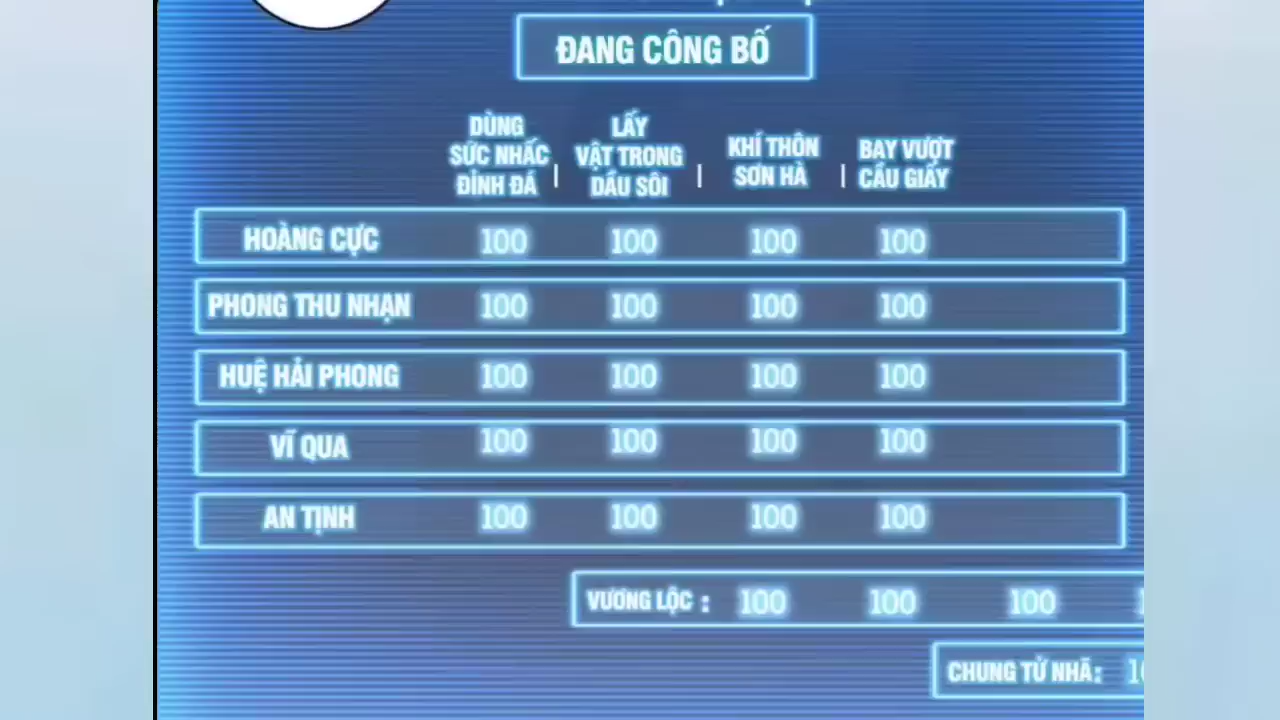 ĐANG CÔNG BỐ
DÙNG
SỨC NHẤC
ĐỈNH ĐÁ
|
LẤY
VẬT TRONG
DẦU SÔI
|
KHÍ THÔN
SƠN HÀ
|
BAY VƯỢT
CẦU GIẤY
HOÀNG CỰC 100 100 100 100
PHONG THU NHẠN 100 100 100 100
HUỆ HẢI PHONG 100 100 100 100
VĨ QUA 100 100 100 100
AN TỊNH 100 100 100 100
VƯƠNG LỘC : 100 100 100
CHUNG TỬ NHÃ: